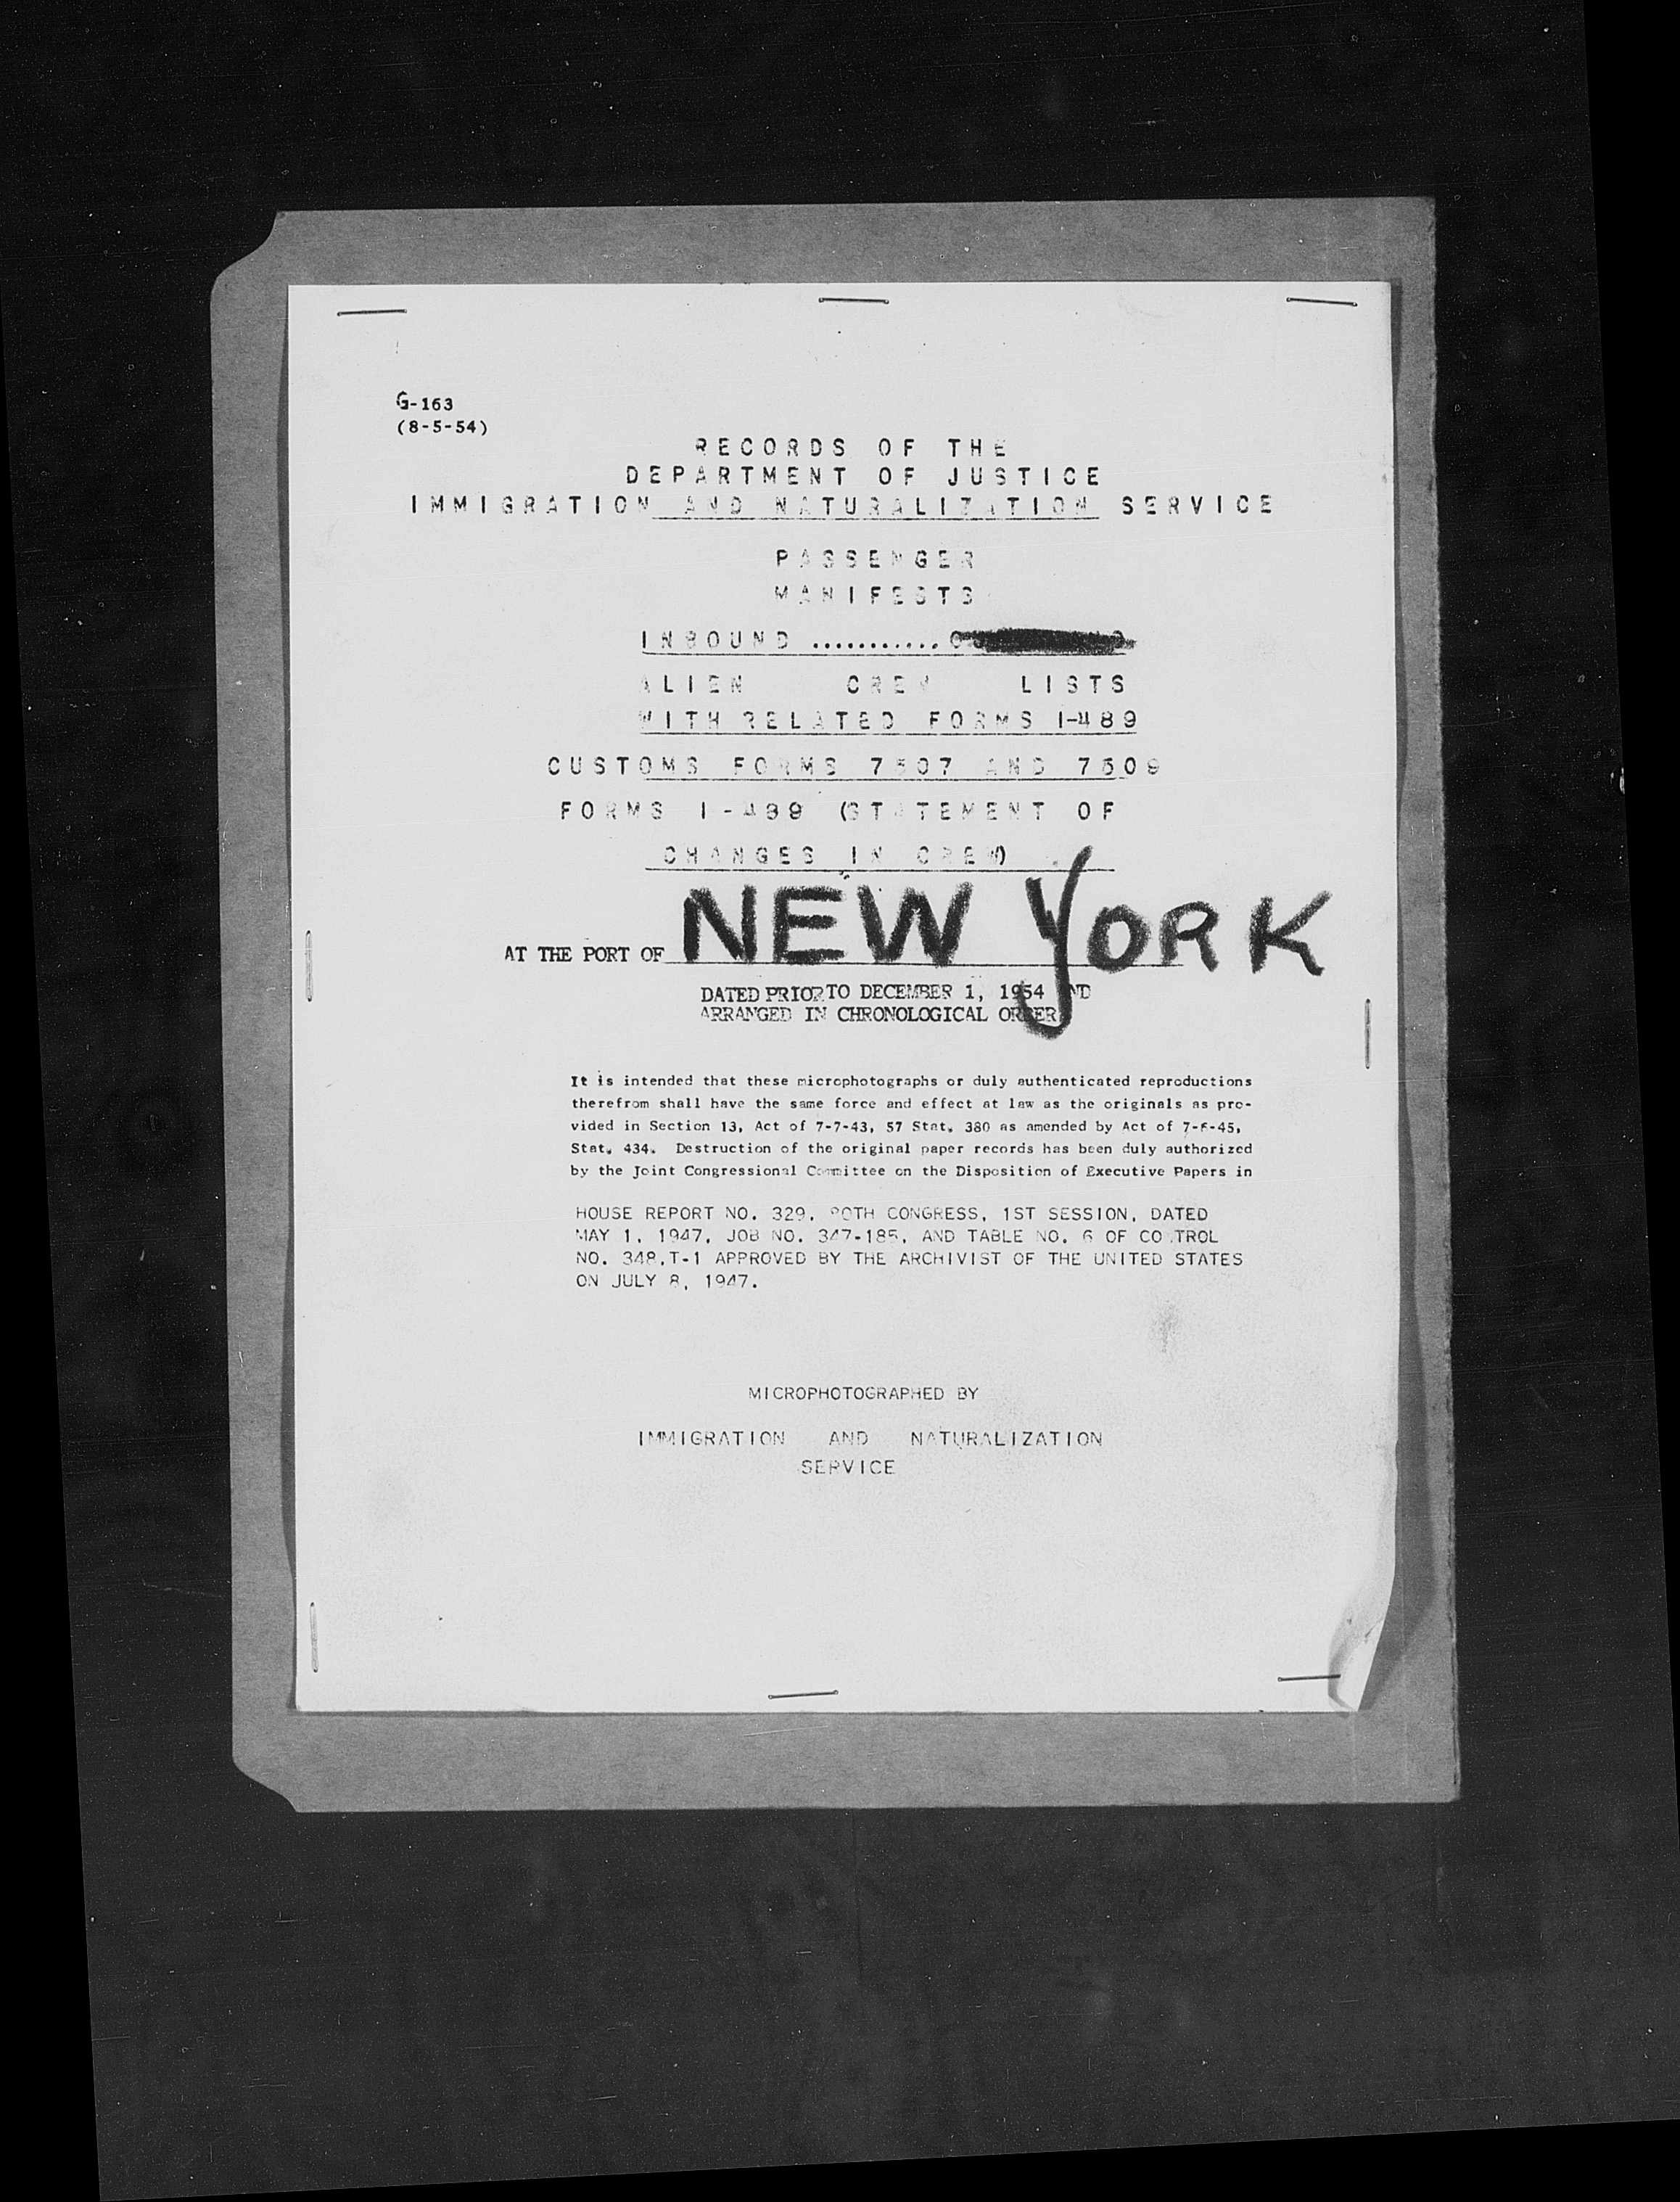 G-163
(8-5-54)
RECORDS OF THE
DEPARTMENT OF JUSTICE
IMMIGRATION AND NATURALIZATION SERVICE
PASSENGER
MANIFESTS
INBOUND ...........
ALIEN CREW LISTS
WITH RELATED FORMS I-489
CUSTOMS FORMS 7507 AND 7509
FORMS I-489 (STATEMENT OF
CHANGES IN CREW)
AT THE PORT OF NEW YORK
DATED PRIOR TO DECEMBER 1, 1954 AND
ARRANGED IN CHRONOLOGICAL ORDER
It is intended that these microphotographs or duly authenticated reproductions
therefrom shall have the same force and effect at law as the originals as pro-
vided in Section 13, Act of 7-7-43, 57 Stat. 380 as amended by Act of 7-6-45,
Stat. 434. Destruction of the original paper records has been duly authorized
by the Joint Congressional Committee on the Disposition of Executive Papers in
HOUSE REPORT NO. 329, 80TH CONGRESS, 1ST SESSION, DATED
MAY 1, 1947, JOB NO. 347-185, AND TABLE NO. 6 OF CONTROL
NO. 348,T-1 APPROVED BY THE ARCHIVIST OF THE UNITED STATES
ON JULY 8, 1947.
MICROPHOTOGRAPHED BY
IMMIGRATION AND NATURALIZATION
SERVICE